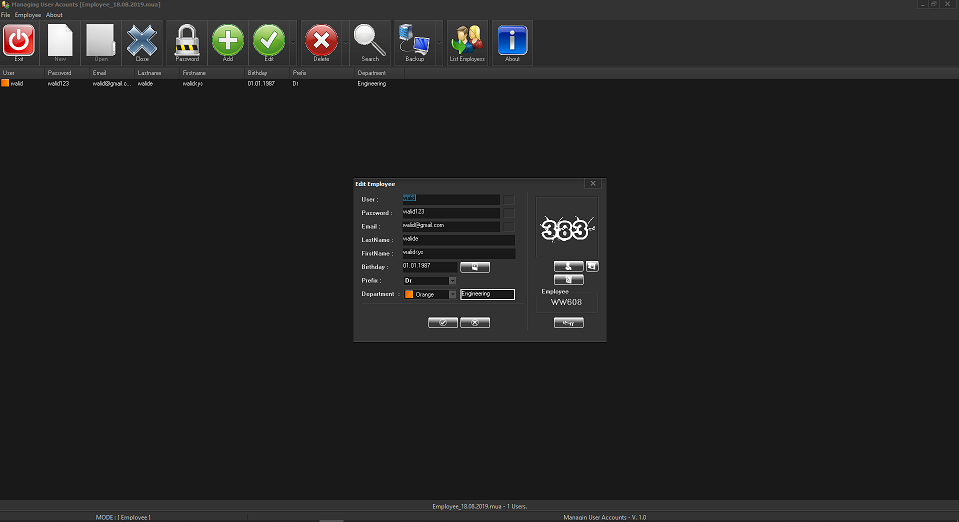 Managing User Acounts [Employee_18.08.2019.mua]
File Employee About
Exit New Open Close Password Add Edit Delete Search Backup List Employees About
User Password Email Lastname Firstname Birthday Prefix Department
walid walid123 walid@gmail.c... walide 01.01.1987 Dr Engineering
Edit Employee
User :
Password : walid123
Email : walid@gmail.com
LastName : walide
FirstName :
Birthday : 01.01.1987
Prefix : Dr
Department : Orange Engineering
383
Employee
WW608
Employee_18.08.2019.mua - 1 Users.
MODE : [ Employee ]
Managin User Accounts - V. 1.0